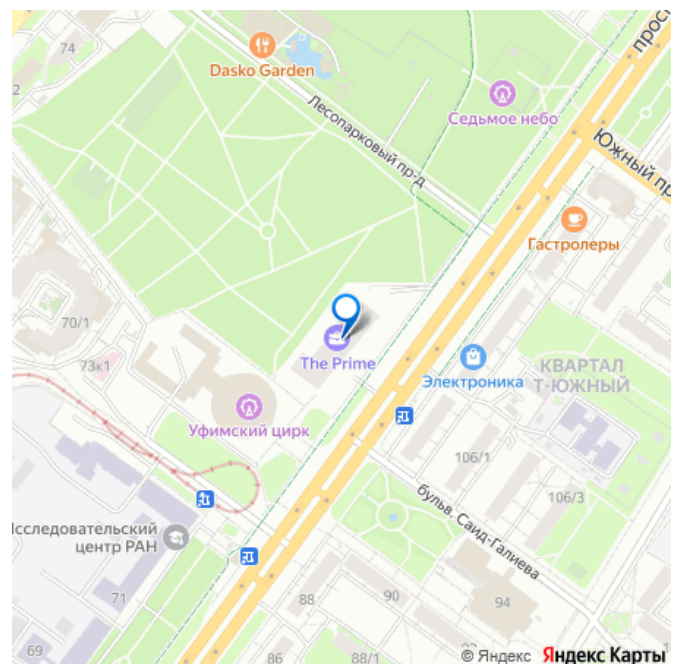 74
2
Dasko Garden
Лесопарковый пр-д
Седьмое небо
прос
Южный пр
Гастролеры
The Prime
70/1
73к1
Уфимский цирк
Электроника
КВАРТАЛ
Т-ЮЖНЫЙ
106/1
106/3
бульв. Саид-Галиева
Исследовательский
центр РАН
71
69
88
90
94
86
88/1
© Яндекс Яндекс Карты